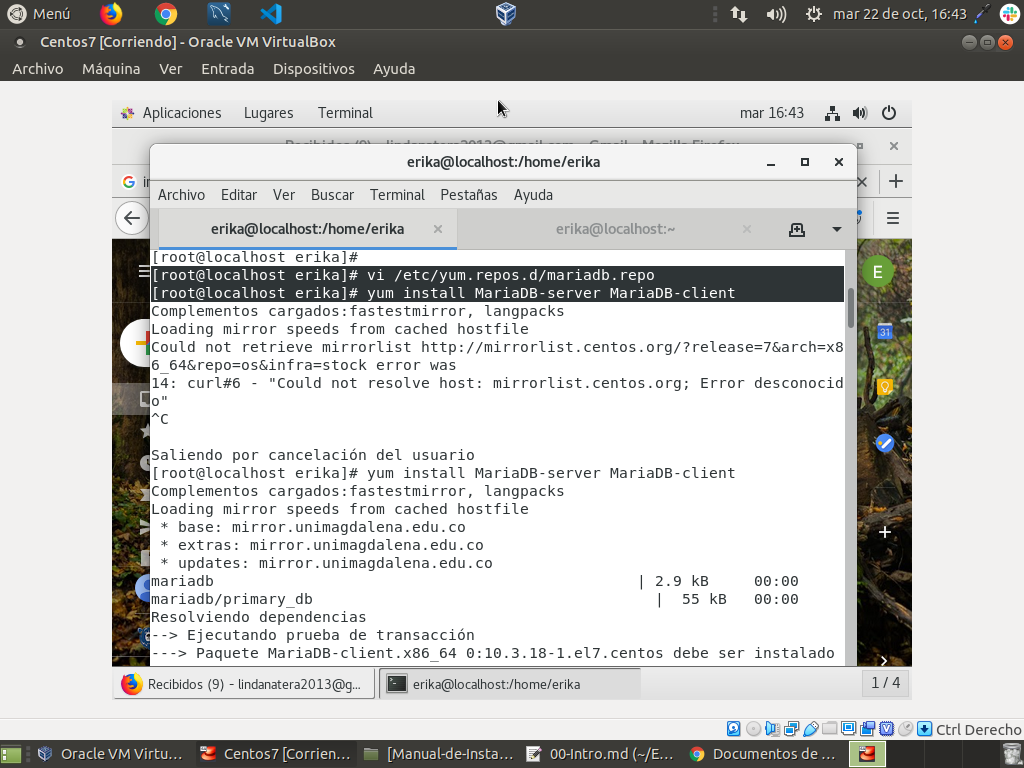 Menú
mar 22 de oct, 16:43
Centos7 [Corriendo] - Oracle VM VirtualBox
Archivo Máquina Ver Entrada Dispositivos Ayuda
Aplicaciones Lugares Terminal
mar 16:43
erika@localhost:/home/erika
Archivo Editar Ver Buscar Terminal Pestañas Ayuda
erika@localhost:/home/erika
erika@localhost:~
[root@localhost erika]#
[root@localhost erika]# vi /etc/yum.repos.d/mariadb.repo
[root@localhost erika]# yum install MariaDB-server MariaDB-client
Complementos cargados:fastestmirror, langpacks
Loading mirror speeds from cached hostfile
Could not retrieve mirrorlist http://mirrorlist.centos.org/?release=7&arch=x8
6_64&repo=os&infra=stock error was
14: curl#6 - "Could not resolve host: mirrorlist.centos.org; Error desconocid
o"
^C
Saliendo por cancelación del usuario
[root@localhost erika]# yum install MariaDB-server MariaDB-client
Complementos cargados:fastestmirror, langpacks
Loading mirror speeds from cached hostfile
* base: mirror.unimagdalena.edu.co
* extras: mirror.unimagdalena.edu.co
* updates: mirror.unimagdalena.edu.co
mariadb | 2.9 kB 00:00
mariadb/primary_db | 55 kB 00:00
Resolviendo dependencias
--> Ejecutando prueba de transacción
---> Paquete MariaDB-client.x86_64 0:10.3.18-1.el7.centos debe ser instalado
E
31
Recibidos (9) - lindanatera2013@g...
erika@localhost:/home/erika
1 / 4
Ctrl Derecho
Oracle VM Virtu...
Centos7 [Corrien...
[Manual-de-Insta...
00-Intro.md (~/E...
Documentos de ...